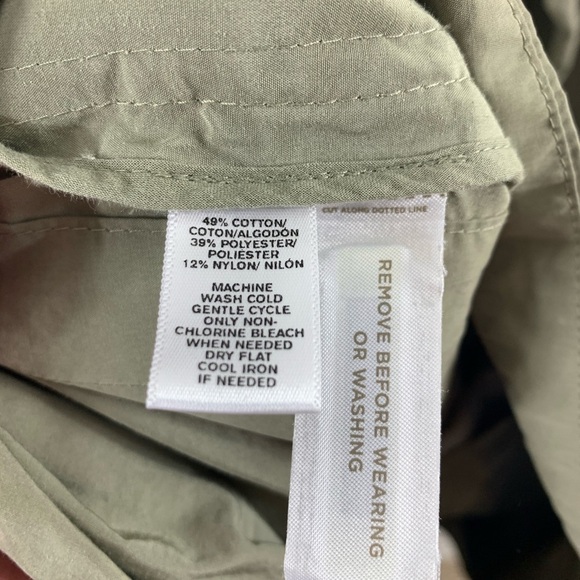 49% COTTON/
COTON/ALGODÓN
39% POLYESTER/
POLIESTER
12% NYLON/ NILÓN
MACHINE
WASH COLD
GENTLE CYCLE
ONLY NON-
CHLORINE BLEACH
WHEN NEEDED
DRY FLAT
COOL IRON
IF NEEDED
CUT ALONG DOTTED LINE
REMOVE BEFORE WEARING
OR WASHING